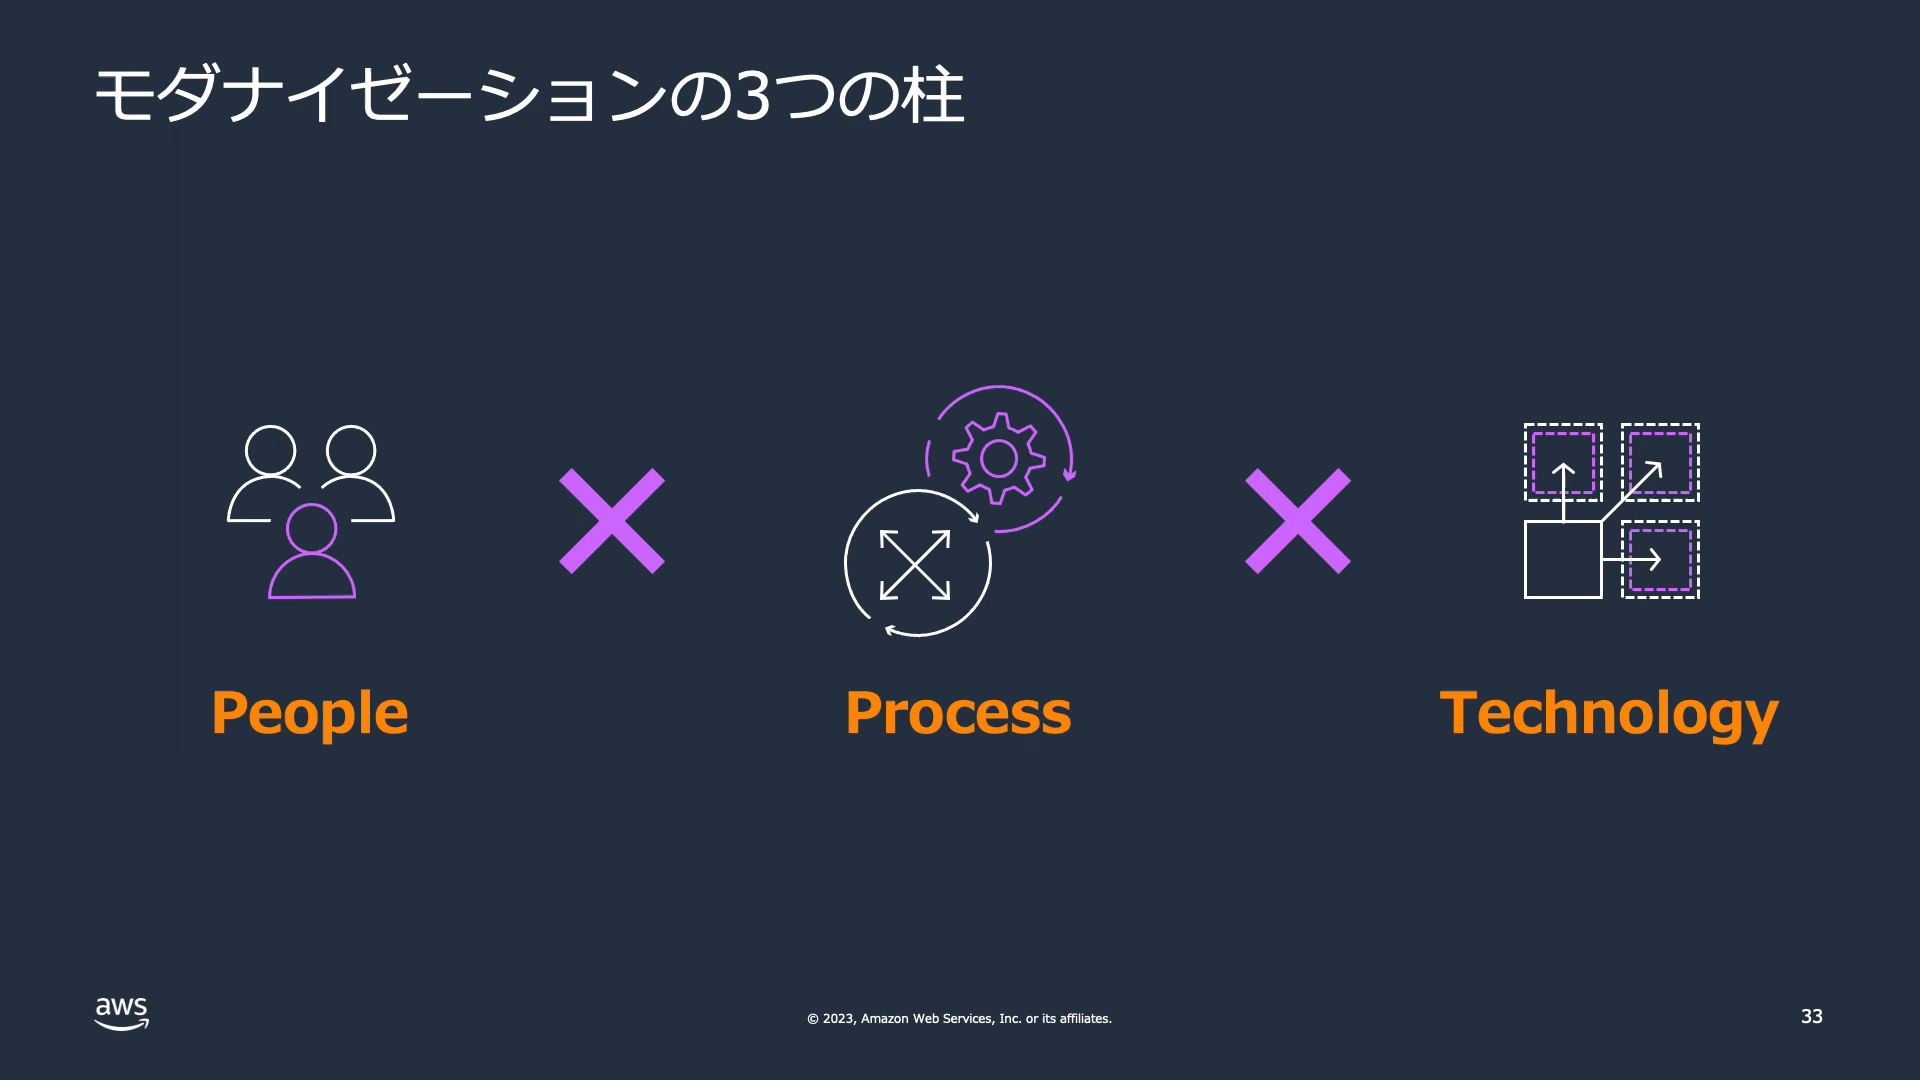 モダナイゼーションの3つの柱
People
Process
Technology
aws
© 2023, Amazon Web Services, Inc. or its affiliates.
33